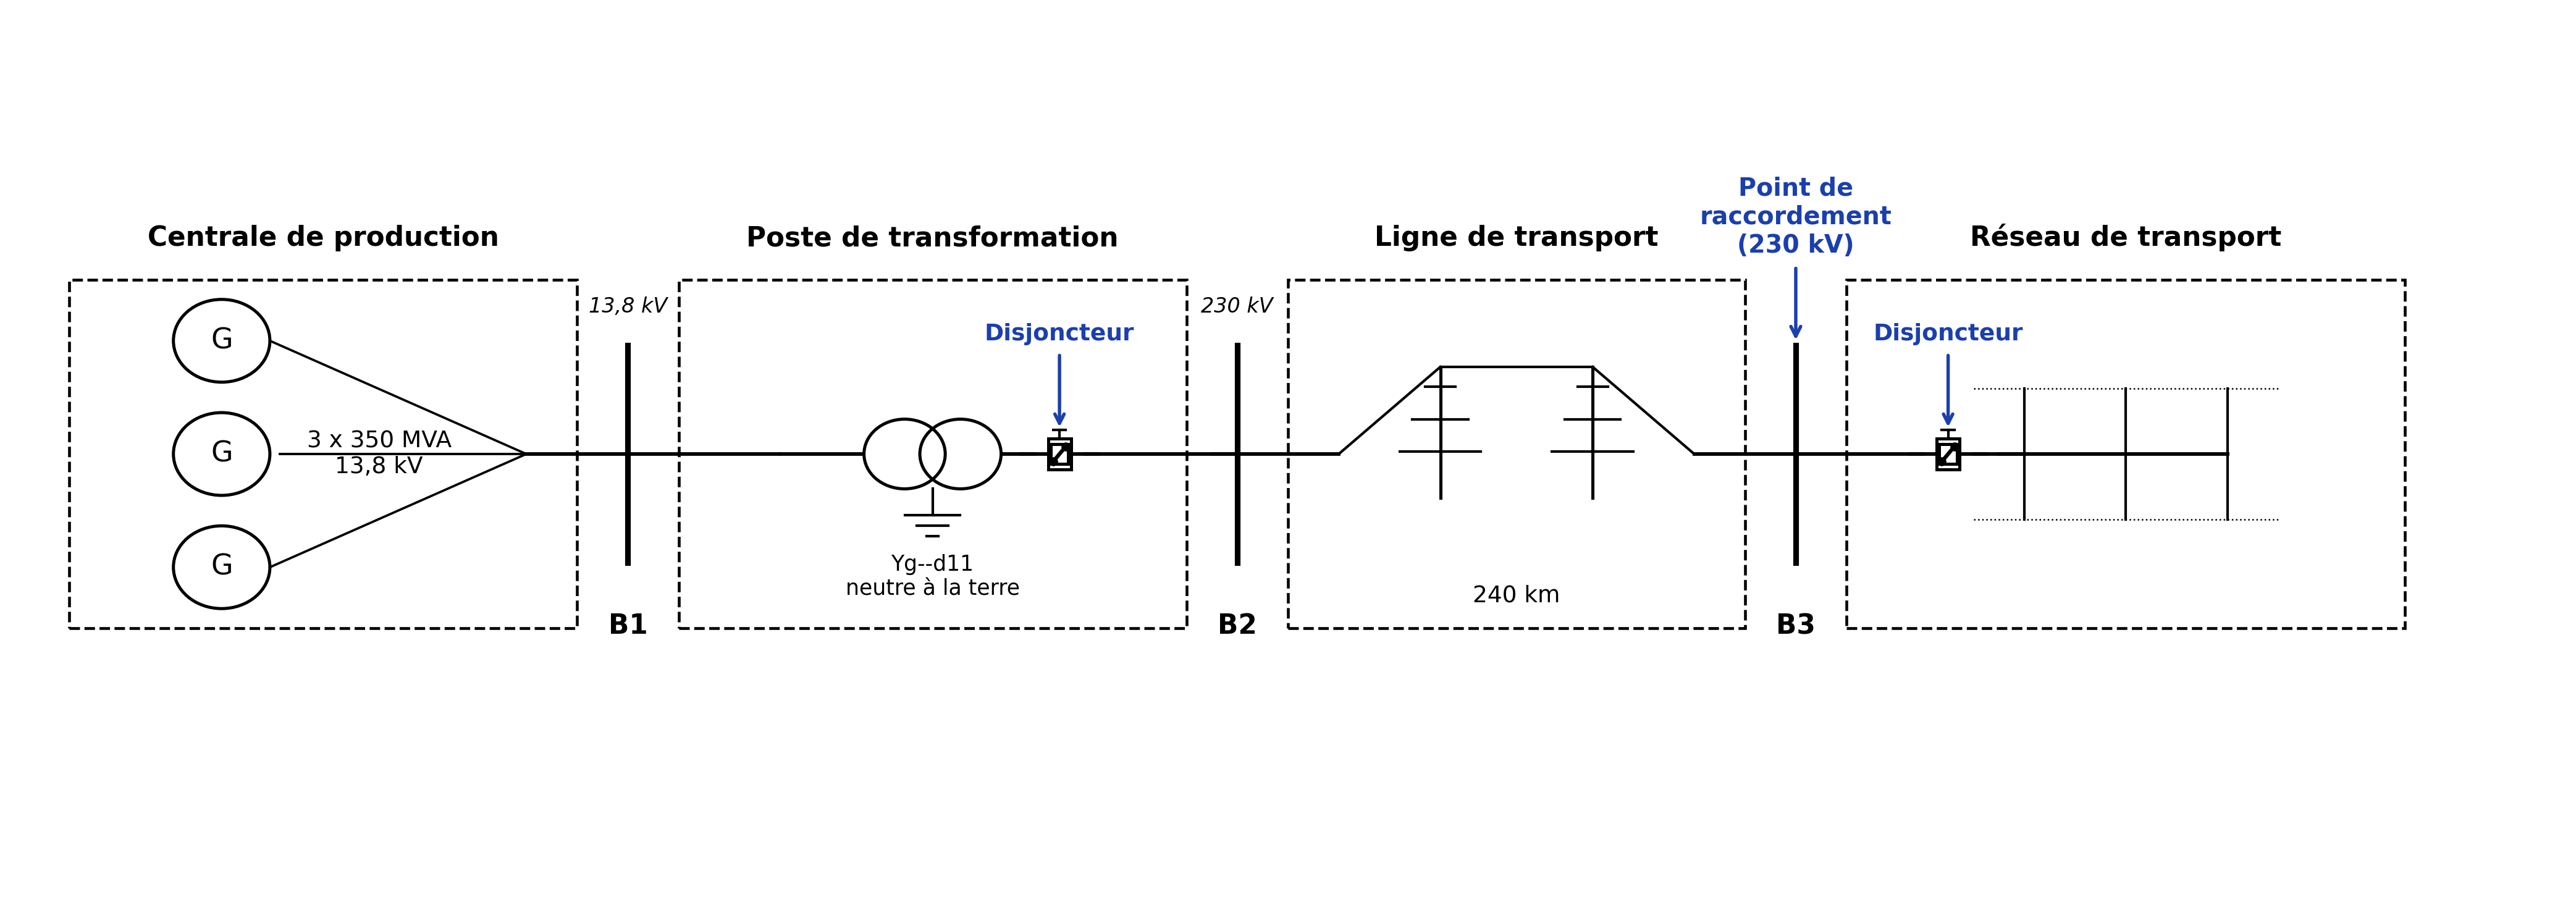 Point de
raccordement
(230 kV)
Centrale de production
Poste de transformation
Ligne de transport
Réseau de transport
13,8 kV
230 kV
Disjoncteur
Disjoncteur
G
G
G
3 x 350 MVA
13,8 kV
Yg--d11
neutre à la terre
240 km
B1
B2
B3